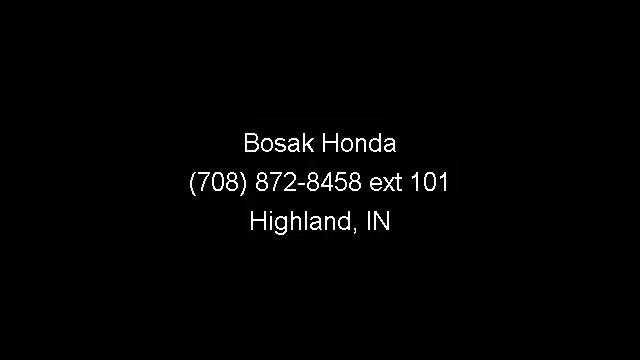 Bosak Honda
(708) 872-8458 ext 101
Highland, IN